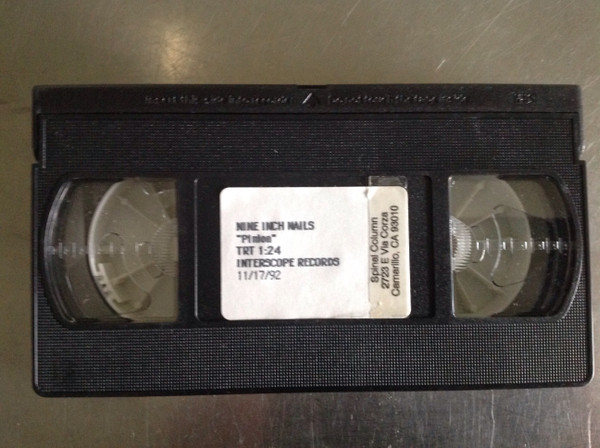 NINE INCH NAILS
"Pinion"
TRT 1:24
INTERSCOPE RECORDS
11/17/92
Spinal Column
2723 E Via Corza
Camarillo, CA 93010